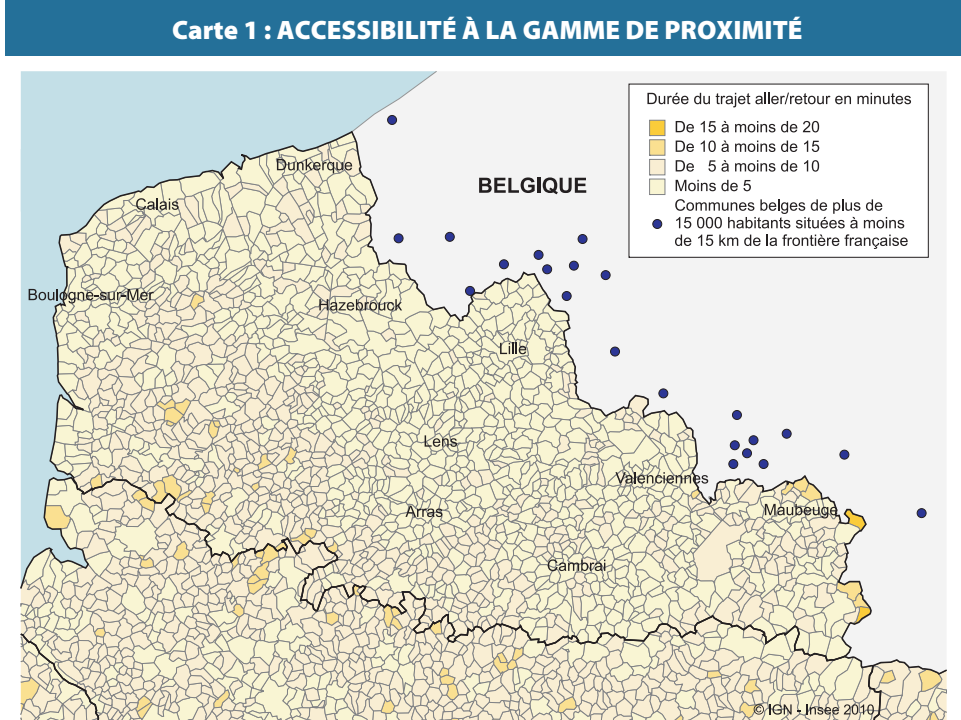 Carte 1 : ACCESSIBILITÉ À LA GAMME DE PROXIMITÉ
Durée du trajet aller/retour en minutes
De 15 à moins de 20
De 10 à moins de 15
De 5 à moins de 10
Moins de 5
Communes belges de plus de
15 000 habitants situées à moins
de 15 km de la frontière française
BELGIQUE
Dunkerque
Calais
Boulogne-sur-Mer
Hazebrouck
Lille
Lens
Valenciennes
Arras
Maubeuge
Cambrai
© IGN - Insee 2010